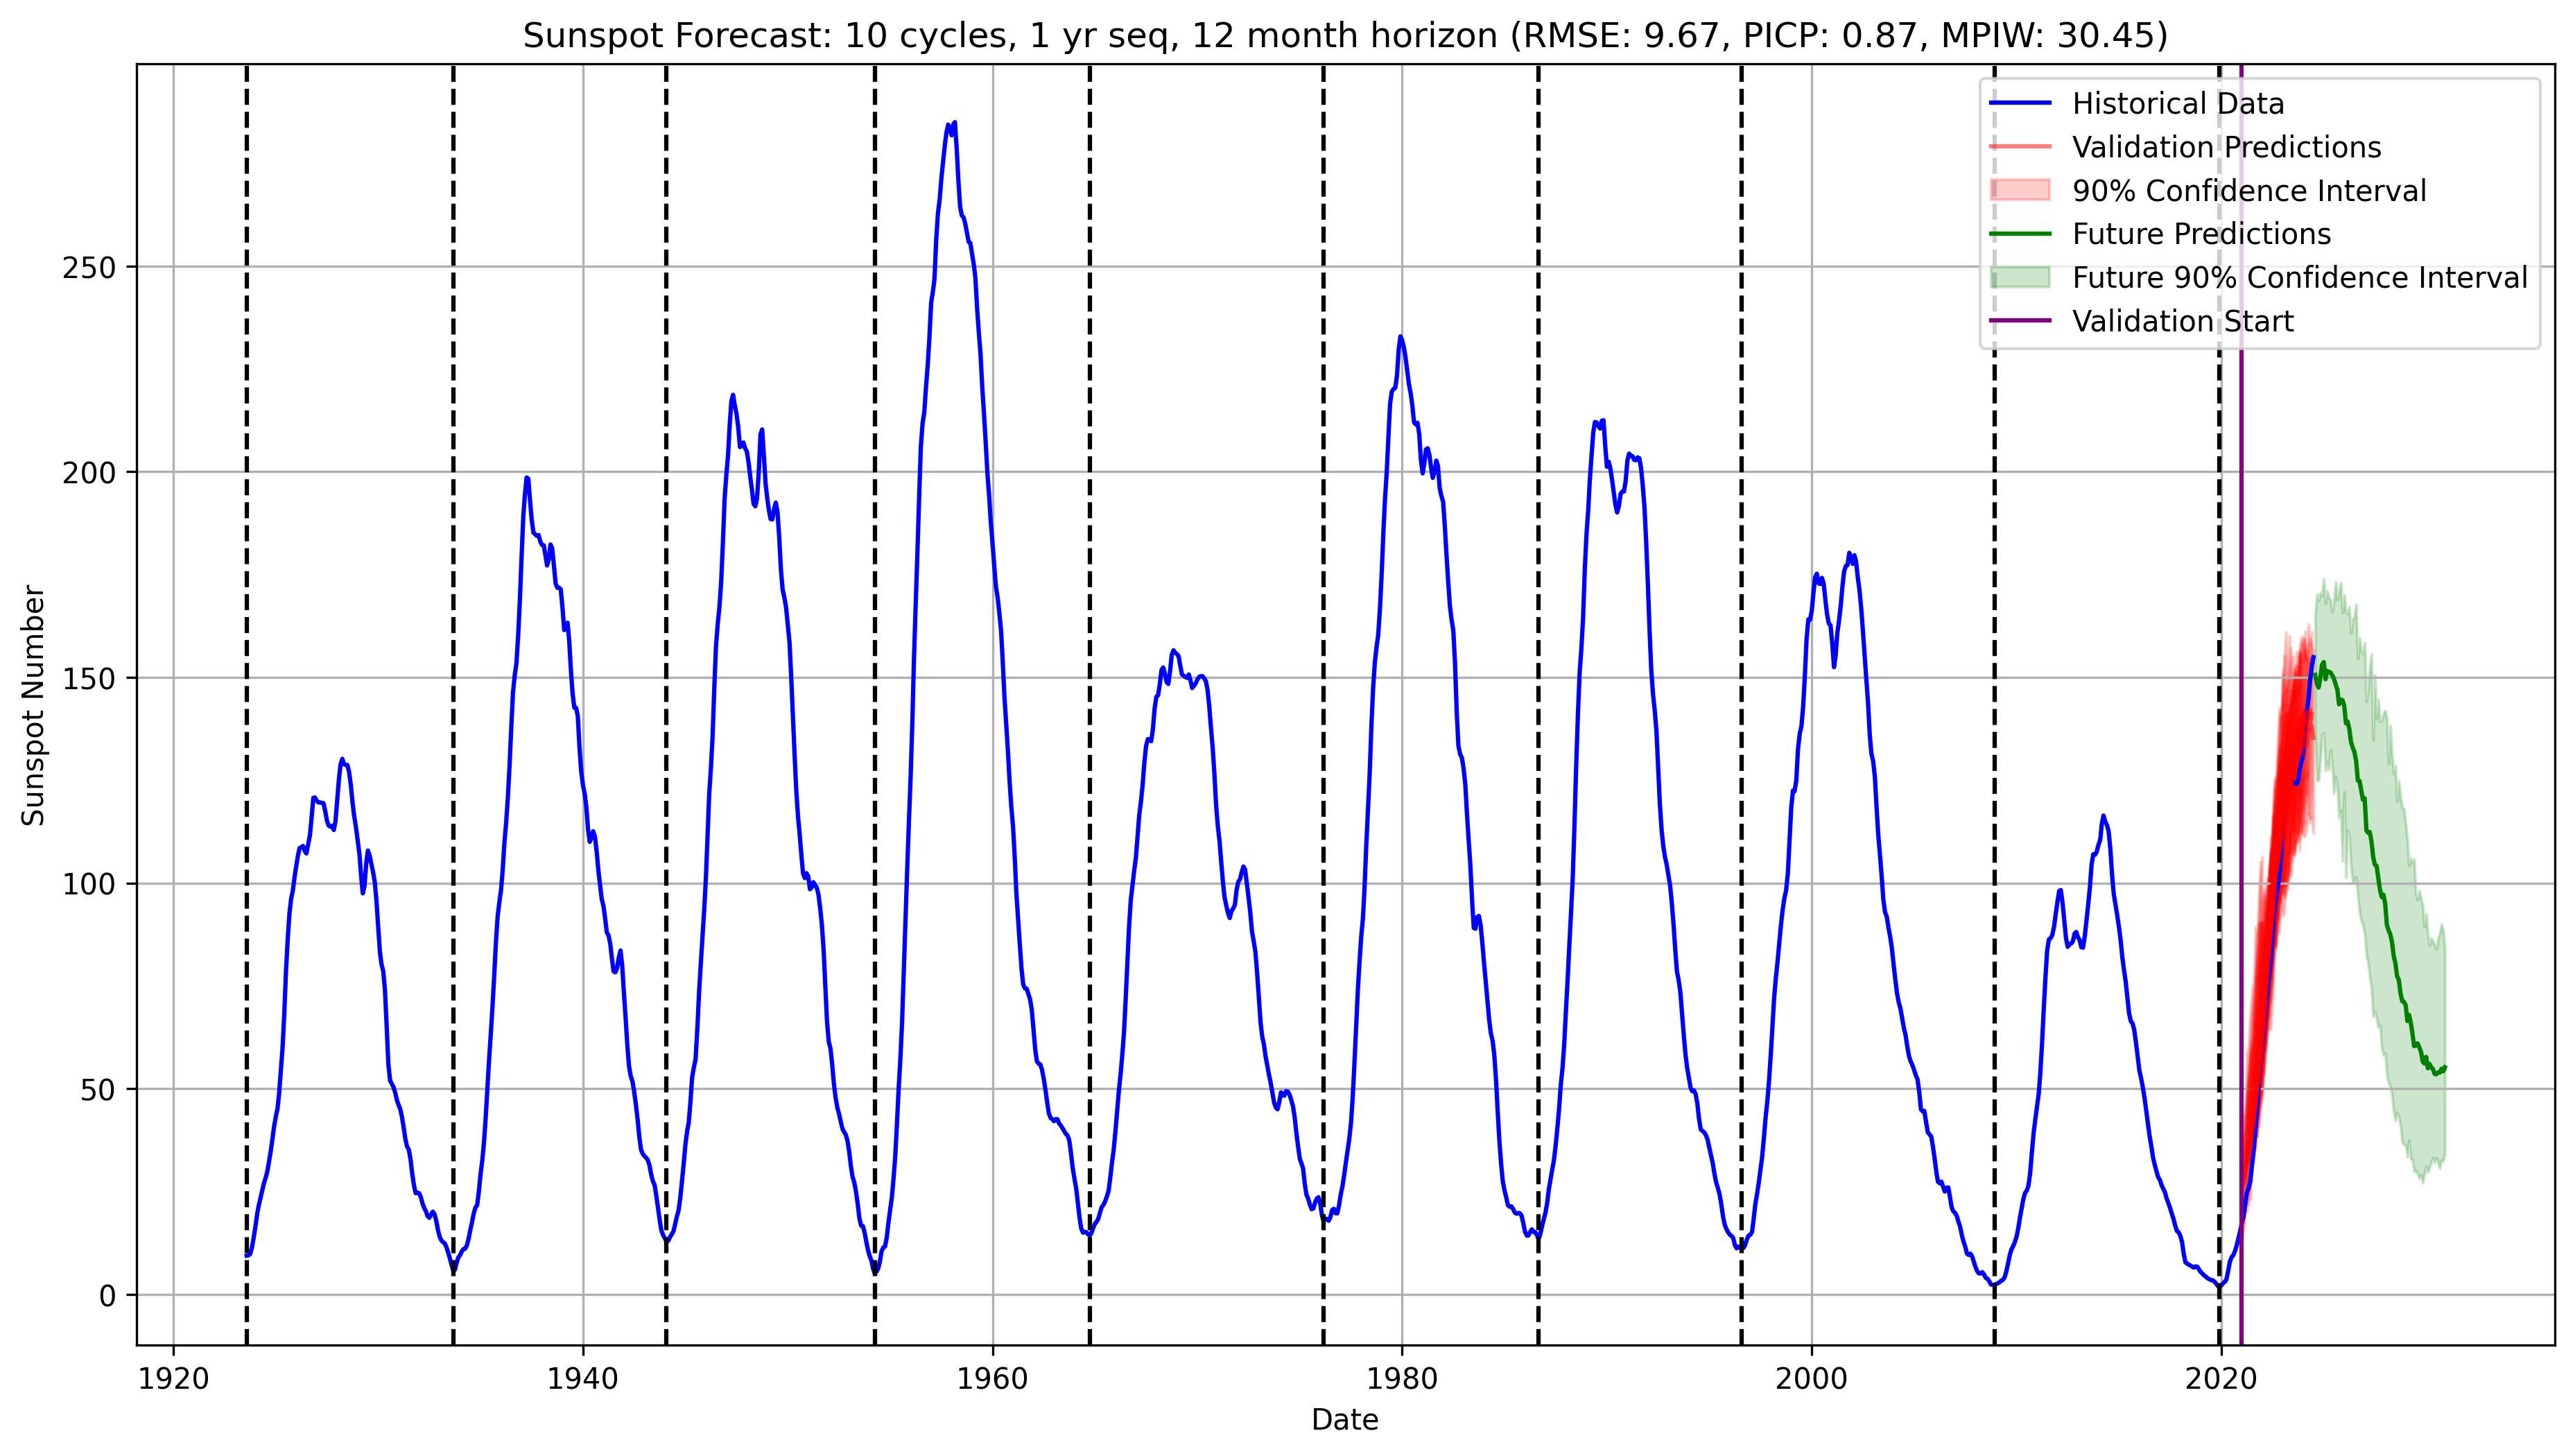 Sunspot Forecast: 10 cycles, 1 yr seq, 12 month horizon (RMSE: 9.67, PICP: 0.87, MPIW: 30.45)
Historical Data
Validation Predictions
90% Confidence Interval
Future Predictions
Future 90% Confidence Interval
Validation Start
Sunspot Number
250
200
150
100
50
0
1920 1940 1960 1980 2000 2020
Date